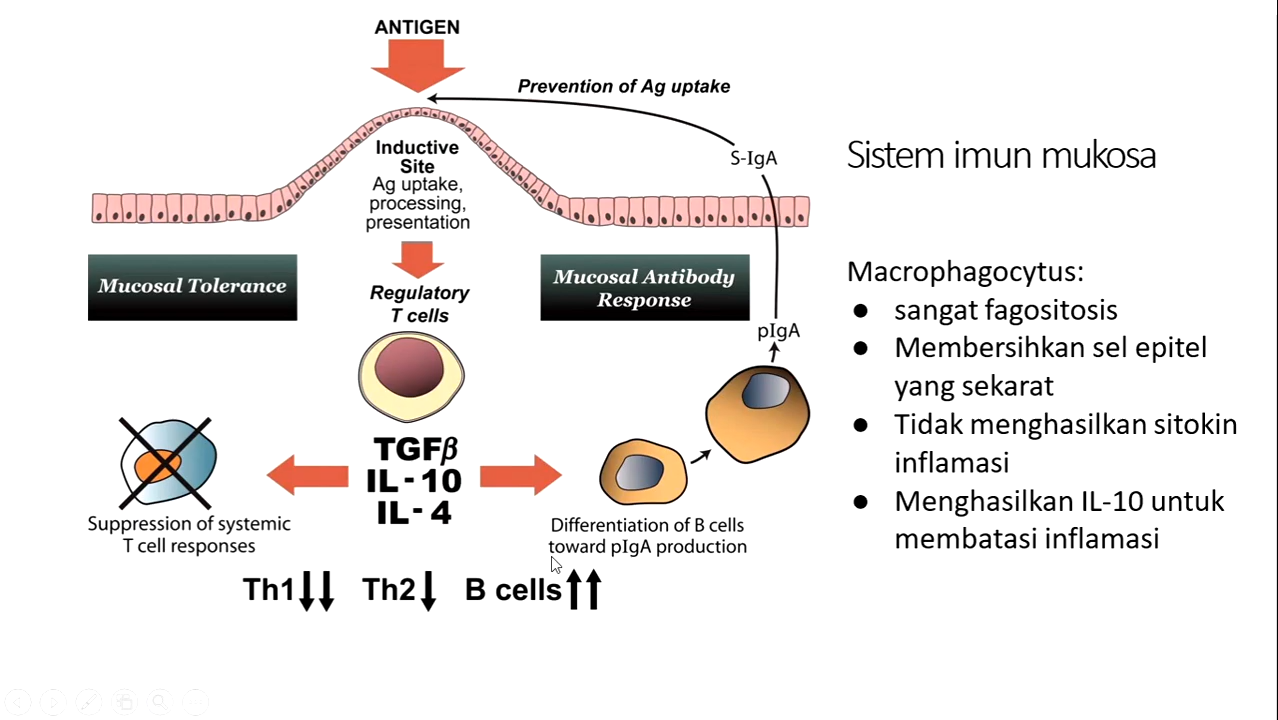 ANTIGEN
Prevention of Ag uptake
S-IgA
Inductive
Site
Ag uptake,
processing,
presentation
Mucosal Tolerance
Mucosal Antibody
Response
Regulatory
T cells
pIgA
TGFβ
IL-10
IL-4
Suppression of systemic
T cell responses
Differentiation of B cells
toward pIgA production
Th1↓↓ Th2↓ B cells↑↑
Sistem imun mukosa
Macrophagocytus:
● sangat fagositosis
● Membersihkan sel epitel
yang sekarat
● Tidak menghasilkan sitokin
inflamasi
● Menghasilkan IL-10 untuk
membatasi inflamasi